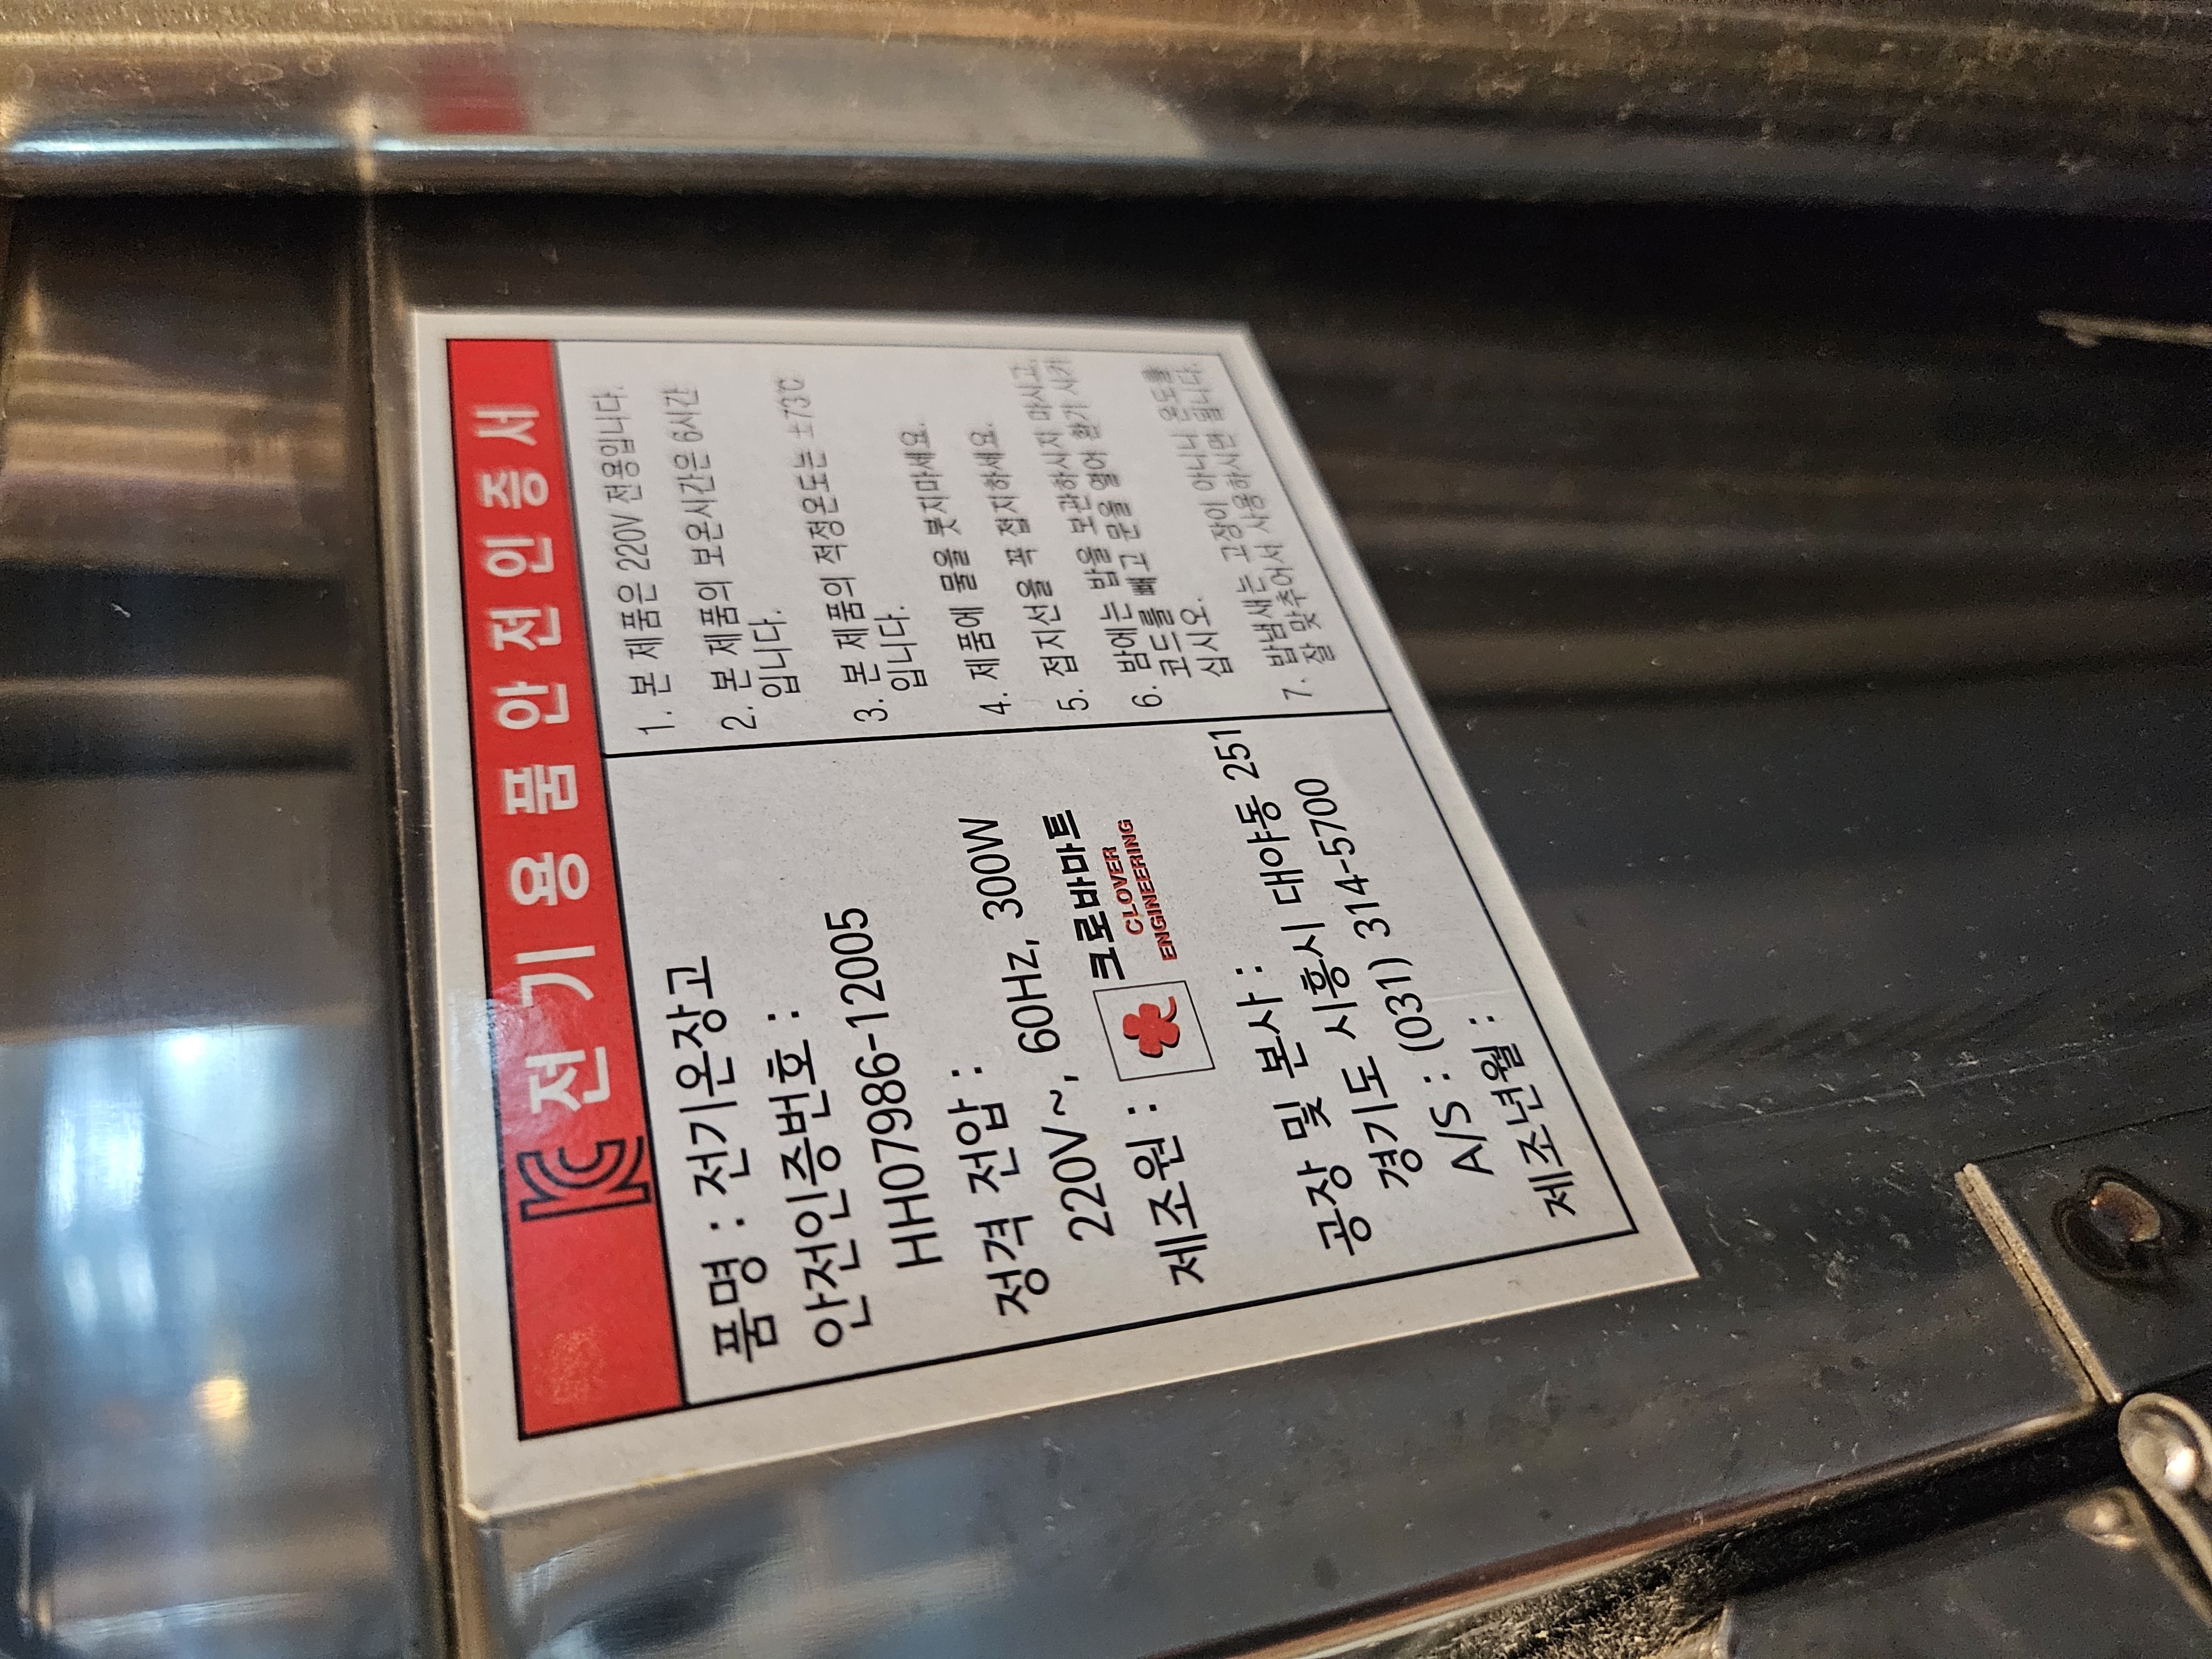 KC 전기용품안전인증서
품명 : 전기온장고
안전인증번호 :
HH07986-12005
정격 전압 :
220V~, 60Hz, 300W
제조원 : 크로바마트
CLOVER
ENGINEERING
공장 및 본사 :
경기도 시흥시 대야동 251
A/S : (031) 314-5700
제조년월 :
1. 본 제품은 220V 전용입니다.
2. 본 제품의 보온시간은 6시간
입니다.
3. 본 제품의 적정온도는 ±73℃
입니다.
4. 제품에 물을 붓지마세요.
5. 접지선을 꼭 접지하세요.
6. 밤에는 밥을 보관하시지 마시고,
코드를 빼고 문을 열어 환기 시키
십시오.
7. 밥냄새는 고장이 아니니 온도를
잘 맞추어서 사용하시면 됩니다.